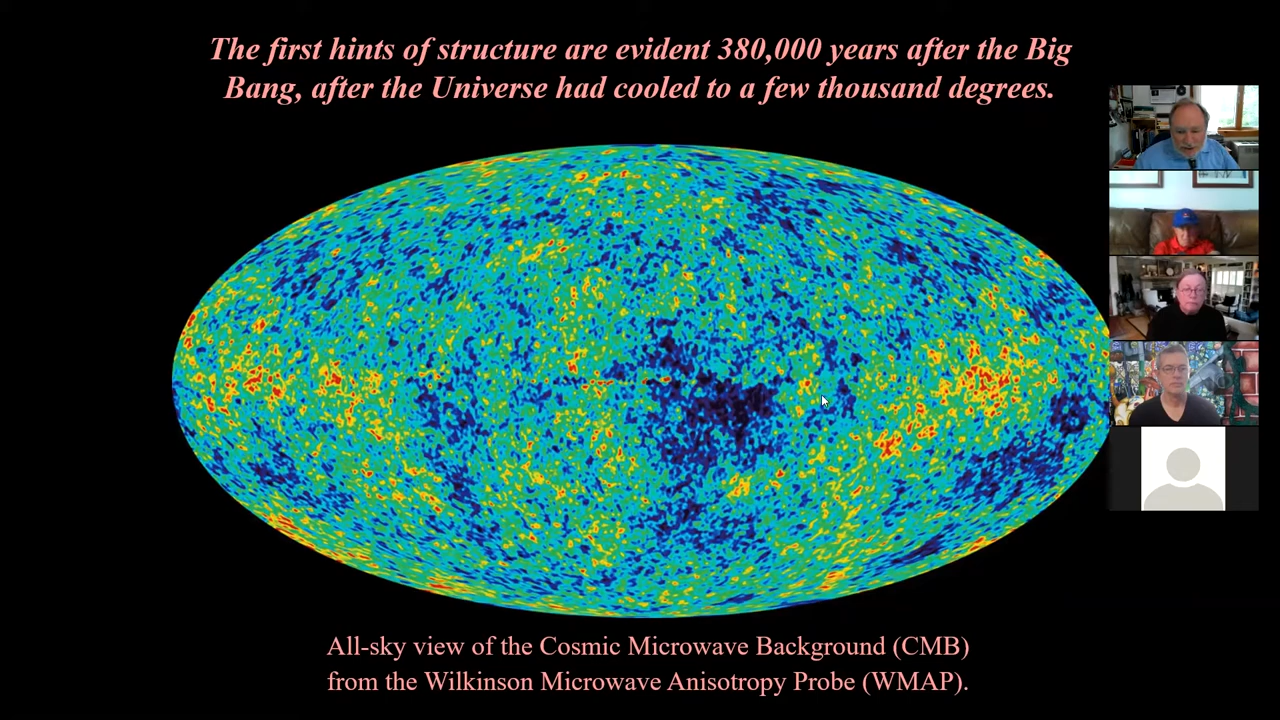 The first hints of structure are evident 380,000 years after the Big
Bang, after the Universe had cooled to a few thousand degrees.
All-sky view of the Cosmic Microwave Background (CMB)
from the Wilkinson Microwave Anisotropy Probe (WMAP).